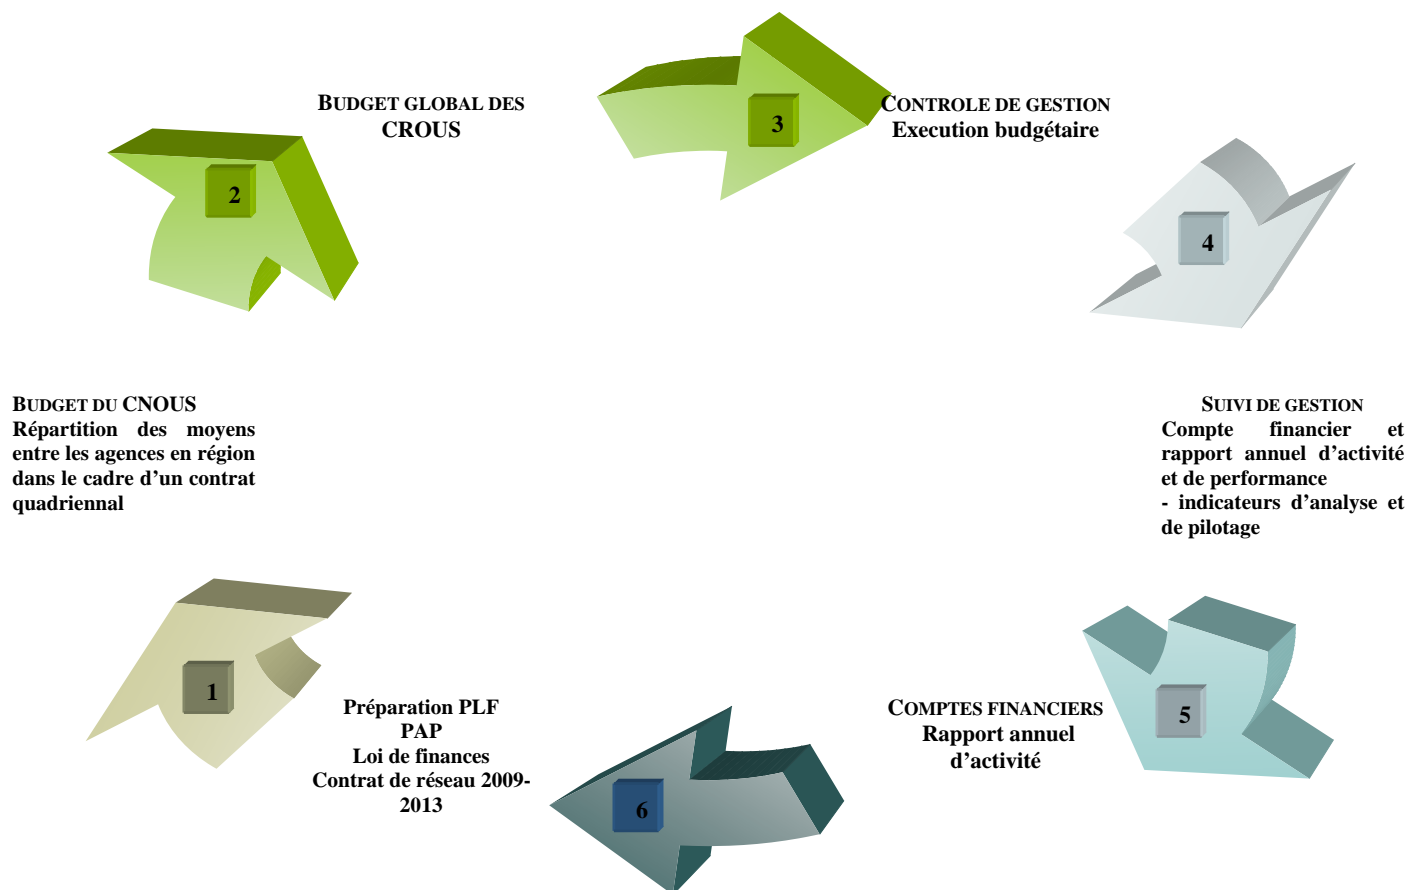 BUDGET GLOBAL DES
CROUS
3
CONTROLE DE GESTION
Execution budgétaire
2
4
BUDGET DU CNOUS
Répartition des moyens
entre les agences en région
dans le cadre d’un contrat
quadriennal
SUIVI DE GESTION
Compte financier et
rapport annuel d’activité
et de performance
- indicateurs d’analyse et
de pilotage
1
Préparation PLF
PAP
Loi de finances
Contrat de réseau 2009-
2013
6
COMPTES FINANCIERS
Rapport annuel
d’activité
5